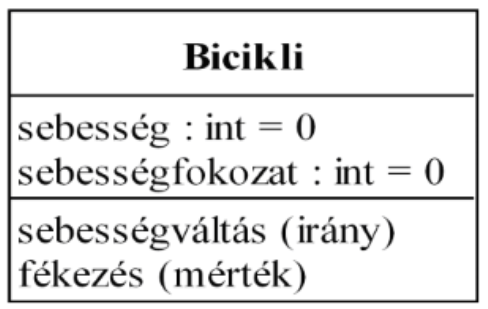 Bicikli
sebesség : int = 0
sebességfokozat : int = 0
sebességváltás (irány)
fékezés (mérték)